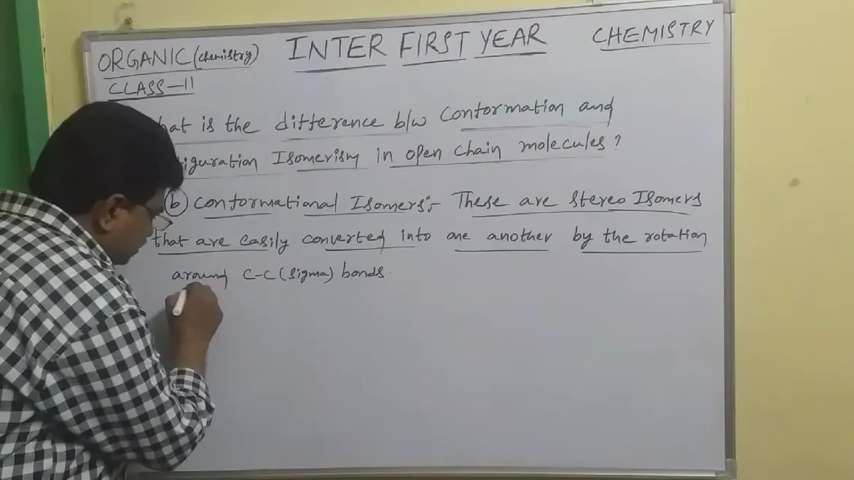 ORGANIC (chemistry) INTER FIRST YEAR CHEMISTRY
CLASS-11
hat is the difference b/w Conformation and
iguration Isomerism in open chain molecules?
(b) Conformational Isomers:- These are Stereo Isomers
that are easily converted into one another by the rotation
around C-C (Sigma) bonds.